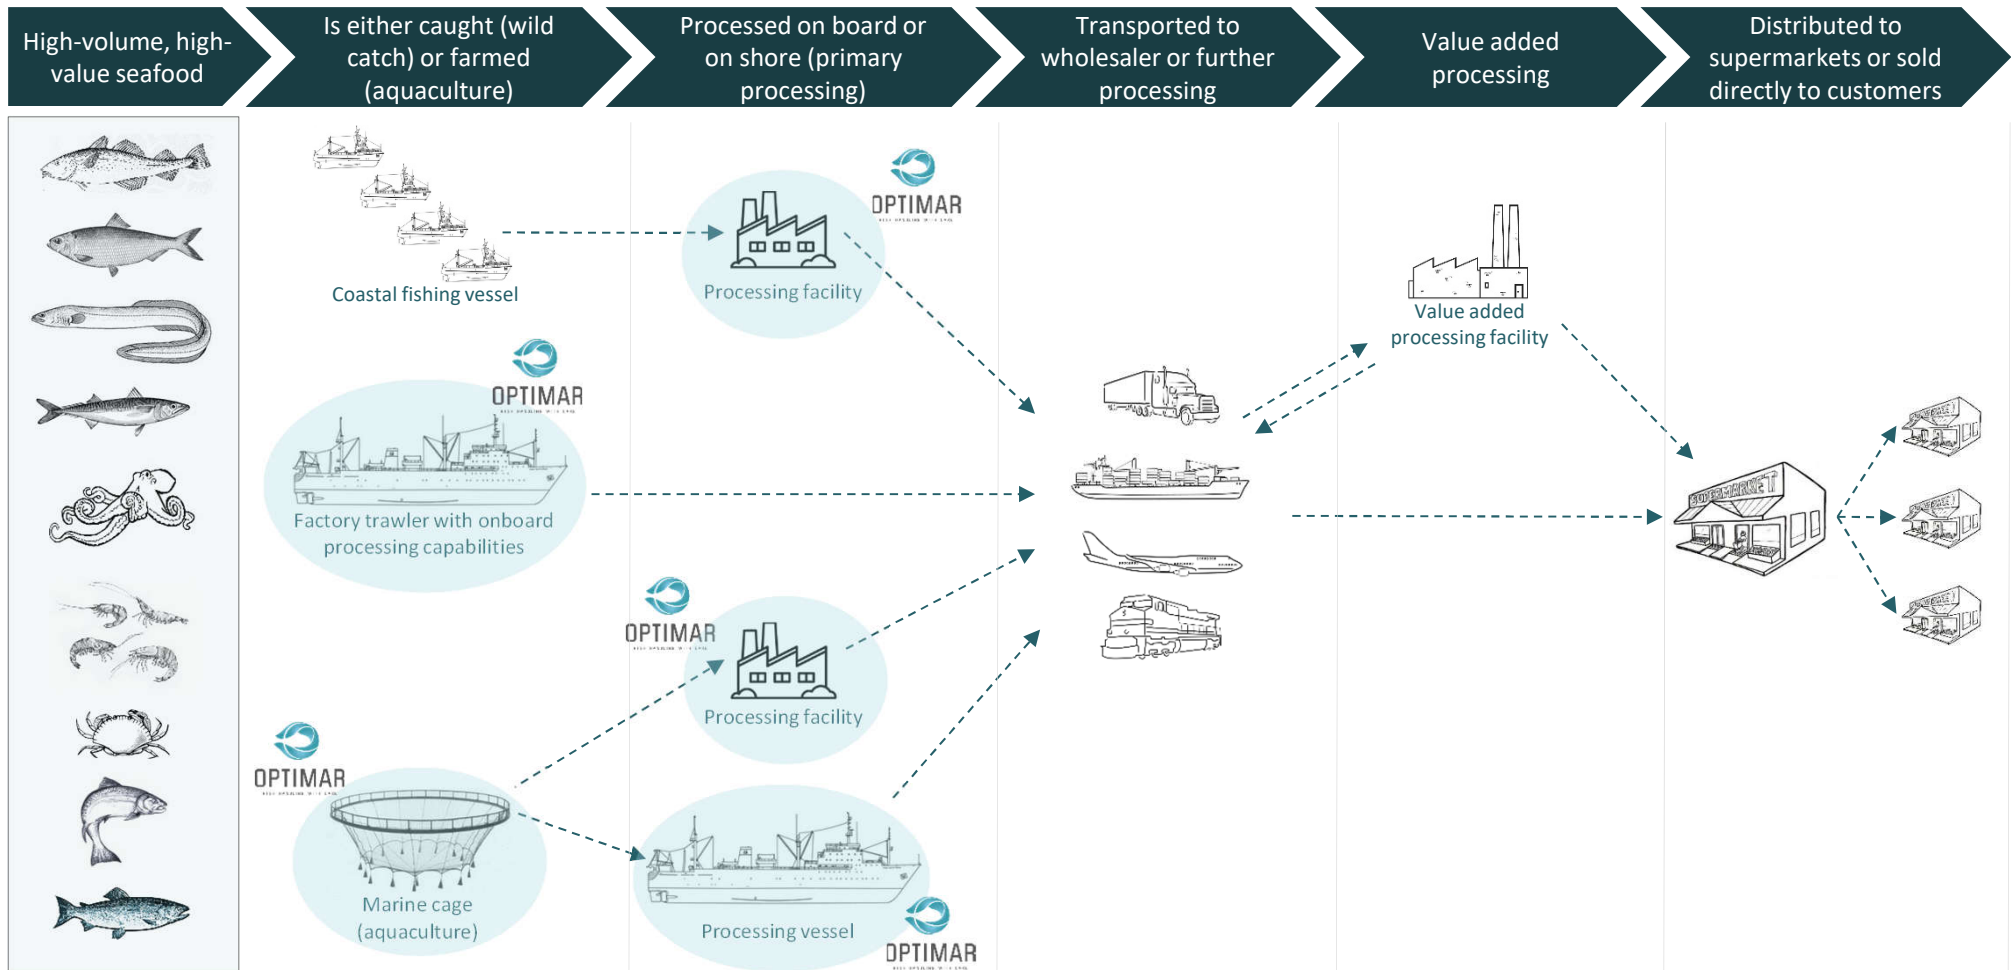 High-volume, high-
value seafood
Is either caught (wild
catch) or farmed
(aquaculture)
Processed on board or
on shore (primary
processing)
Transported to
wholesaler or further
processing
Value added
processing
Distributed to
supermarkets or sold
directly to customers
Coastal fishing vessel
OPTIMAR
Processing facility
OPTIMAR
Factory trawler with onboard
processing capabilities
OPTIMAR
Processing facility
OPTIMAR
Marine cage
(aquaculture)
Processing vessel
OPTIMAR
Value added
processing facility
SUPERMARKET